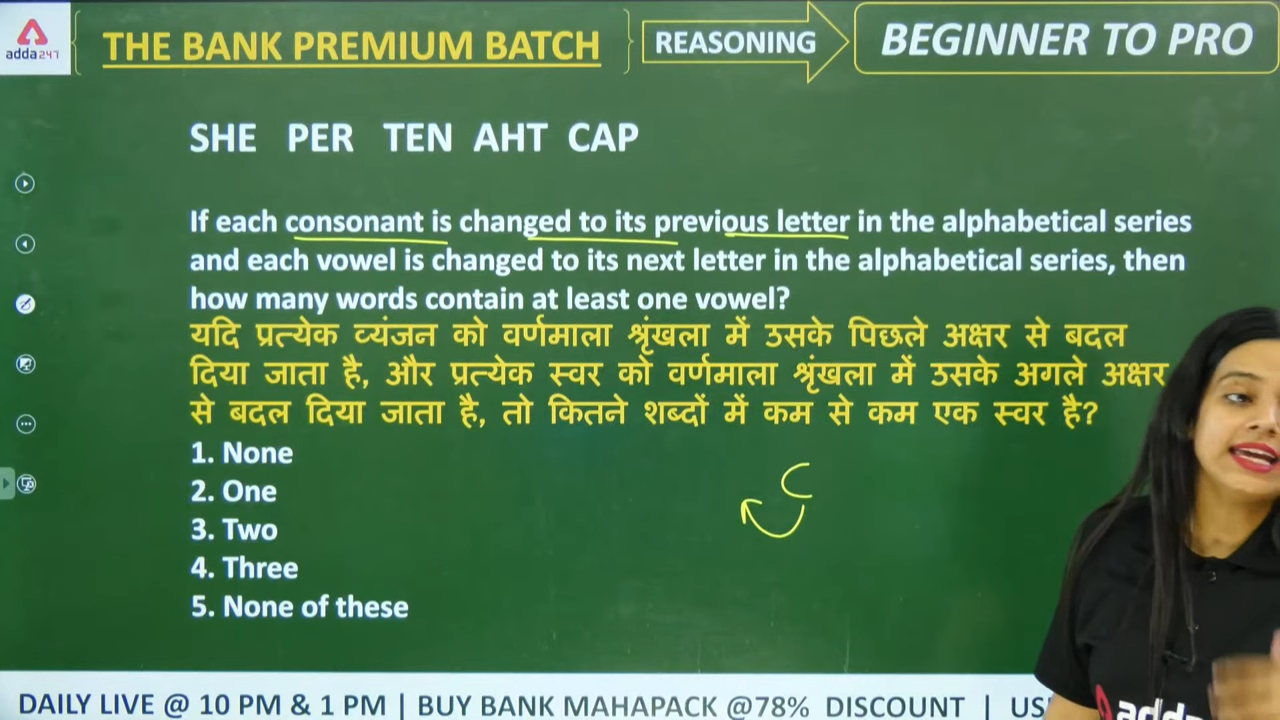 adda247
THE BANK PREMIUM BATCH
REASONING
BEGINNER TO PRO
SHE PER TEN AHT CAP
If each consonant is changed to its previous letter in the alphabetical series
and each vowel is changed to its next letter in the alphabetical series, then
how many words contain at least one vowel?
यदि प्रत्येक व्यंजन को वर्णमाला श्रृंखला में उसके पिछले अक्षर से बदल
दिया जाता है, और प्रत्येक स्वर को वर्णमाला श्रृंखला में उसके अगले अक्षर
से बदल दिया जाता है, तो कितने शब्दों में कम से कम एक स्वर है?
1. None
2. One
3. Two
4. Three
5. None of these
C
DAILY LIVE @ 10 PM & 1 PM | BUY BANK MAHAPACK @78% DISCOUNT | US
adda